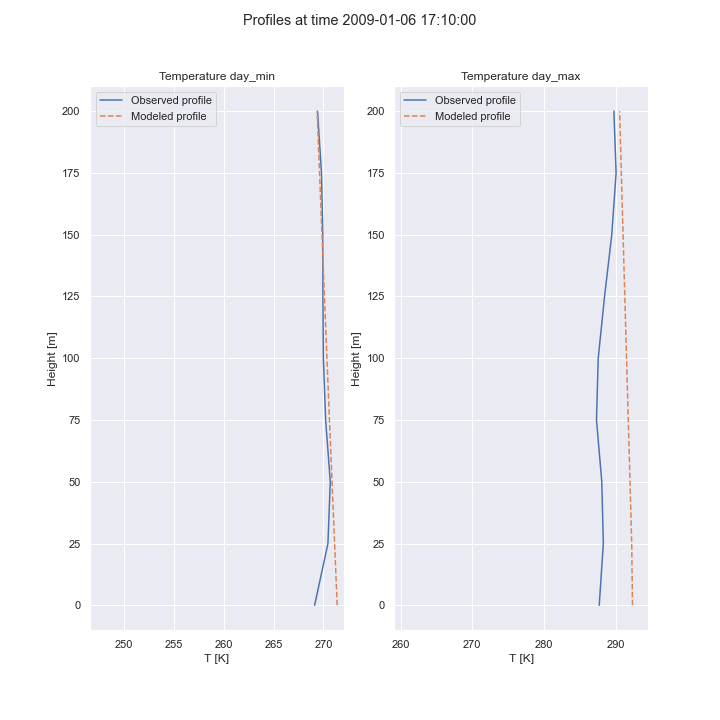 Profiles at time 2009-01-06 17:10:00
Temperature day_min
Observed profile
Modeled profile
200
175
150
125
100
75
50
25
0
Height [m]
250
255
260
265
270
T [K]
Temperature day_max
Observed profile
Modeled profile
200
175
150
125
100
75
50
25
0
Height [m]
260
270
280
290
T [K]